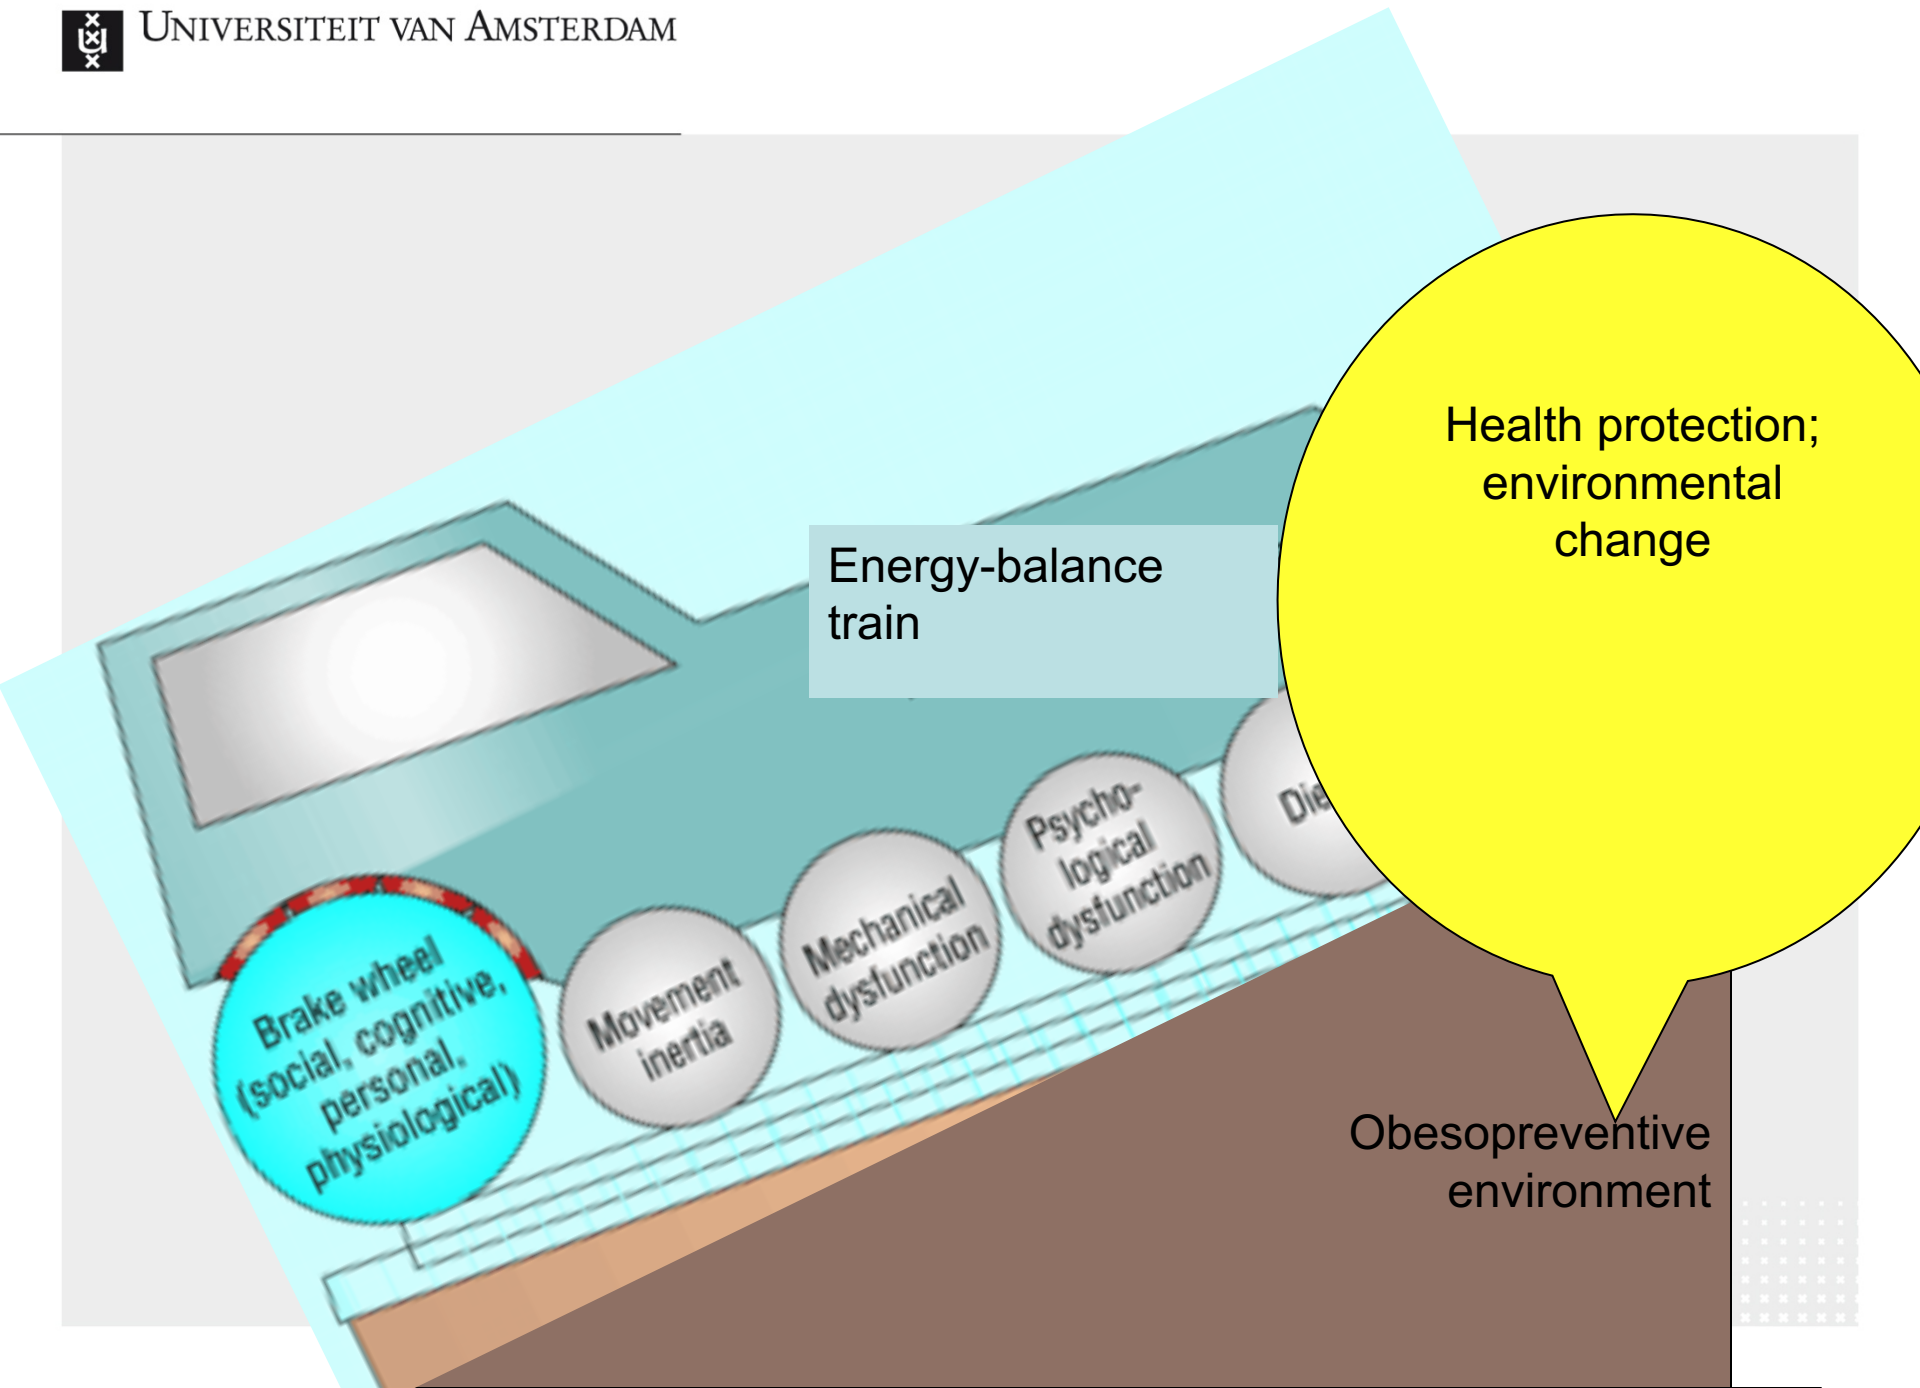 UNIVERSITEIT VAN AMSTERDAM
Health protection;
environmental
change
Energy-balance
train
Psycho-
logical
dysfunction
Mechanical
dysfunction
Movement
inertia
Brake wheel
(social, cognitive,
personal,
physiological)
Obesopreventive
environment